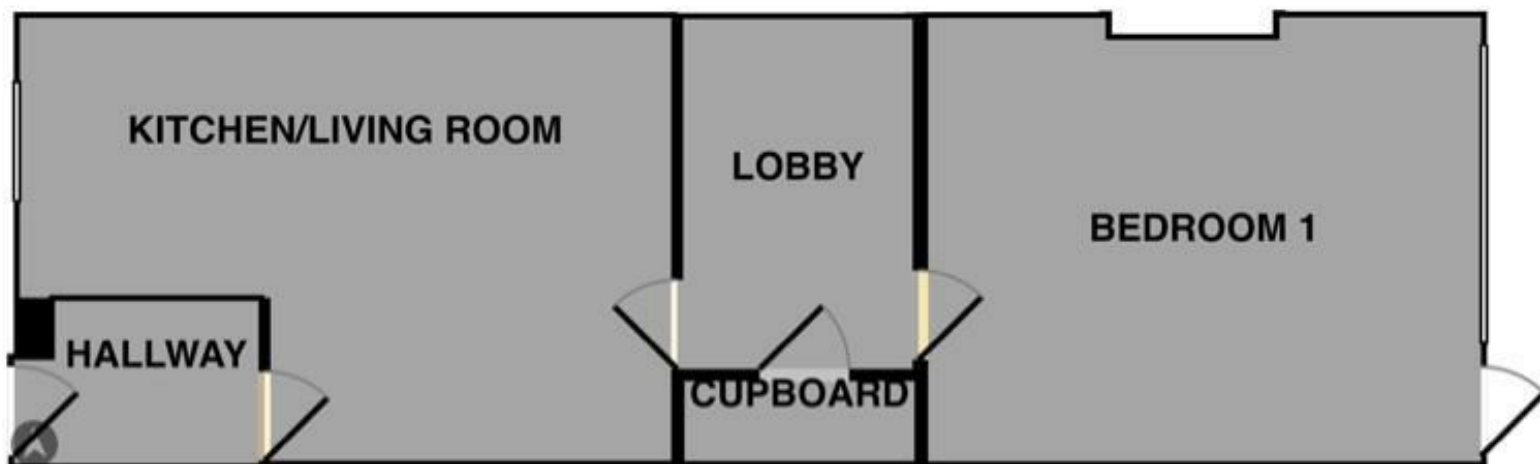 KITCHEN/LIVING ROOM
LOBBY
BEDROOM 1
HALLWAY
CUPBOARD